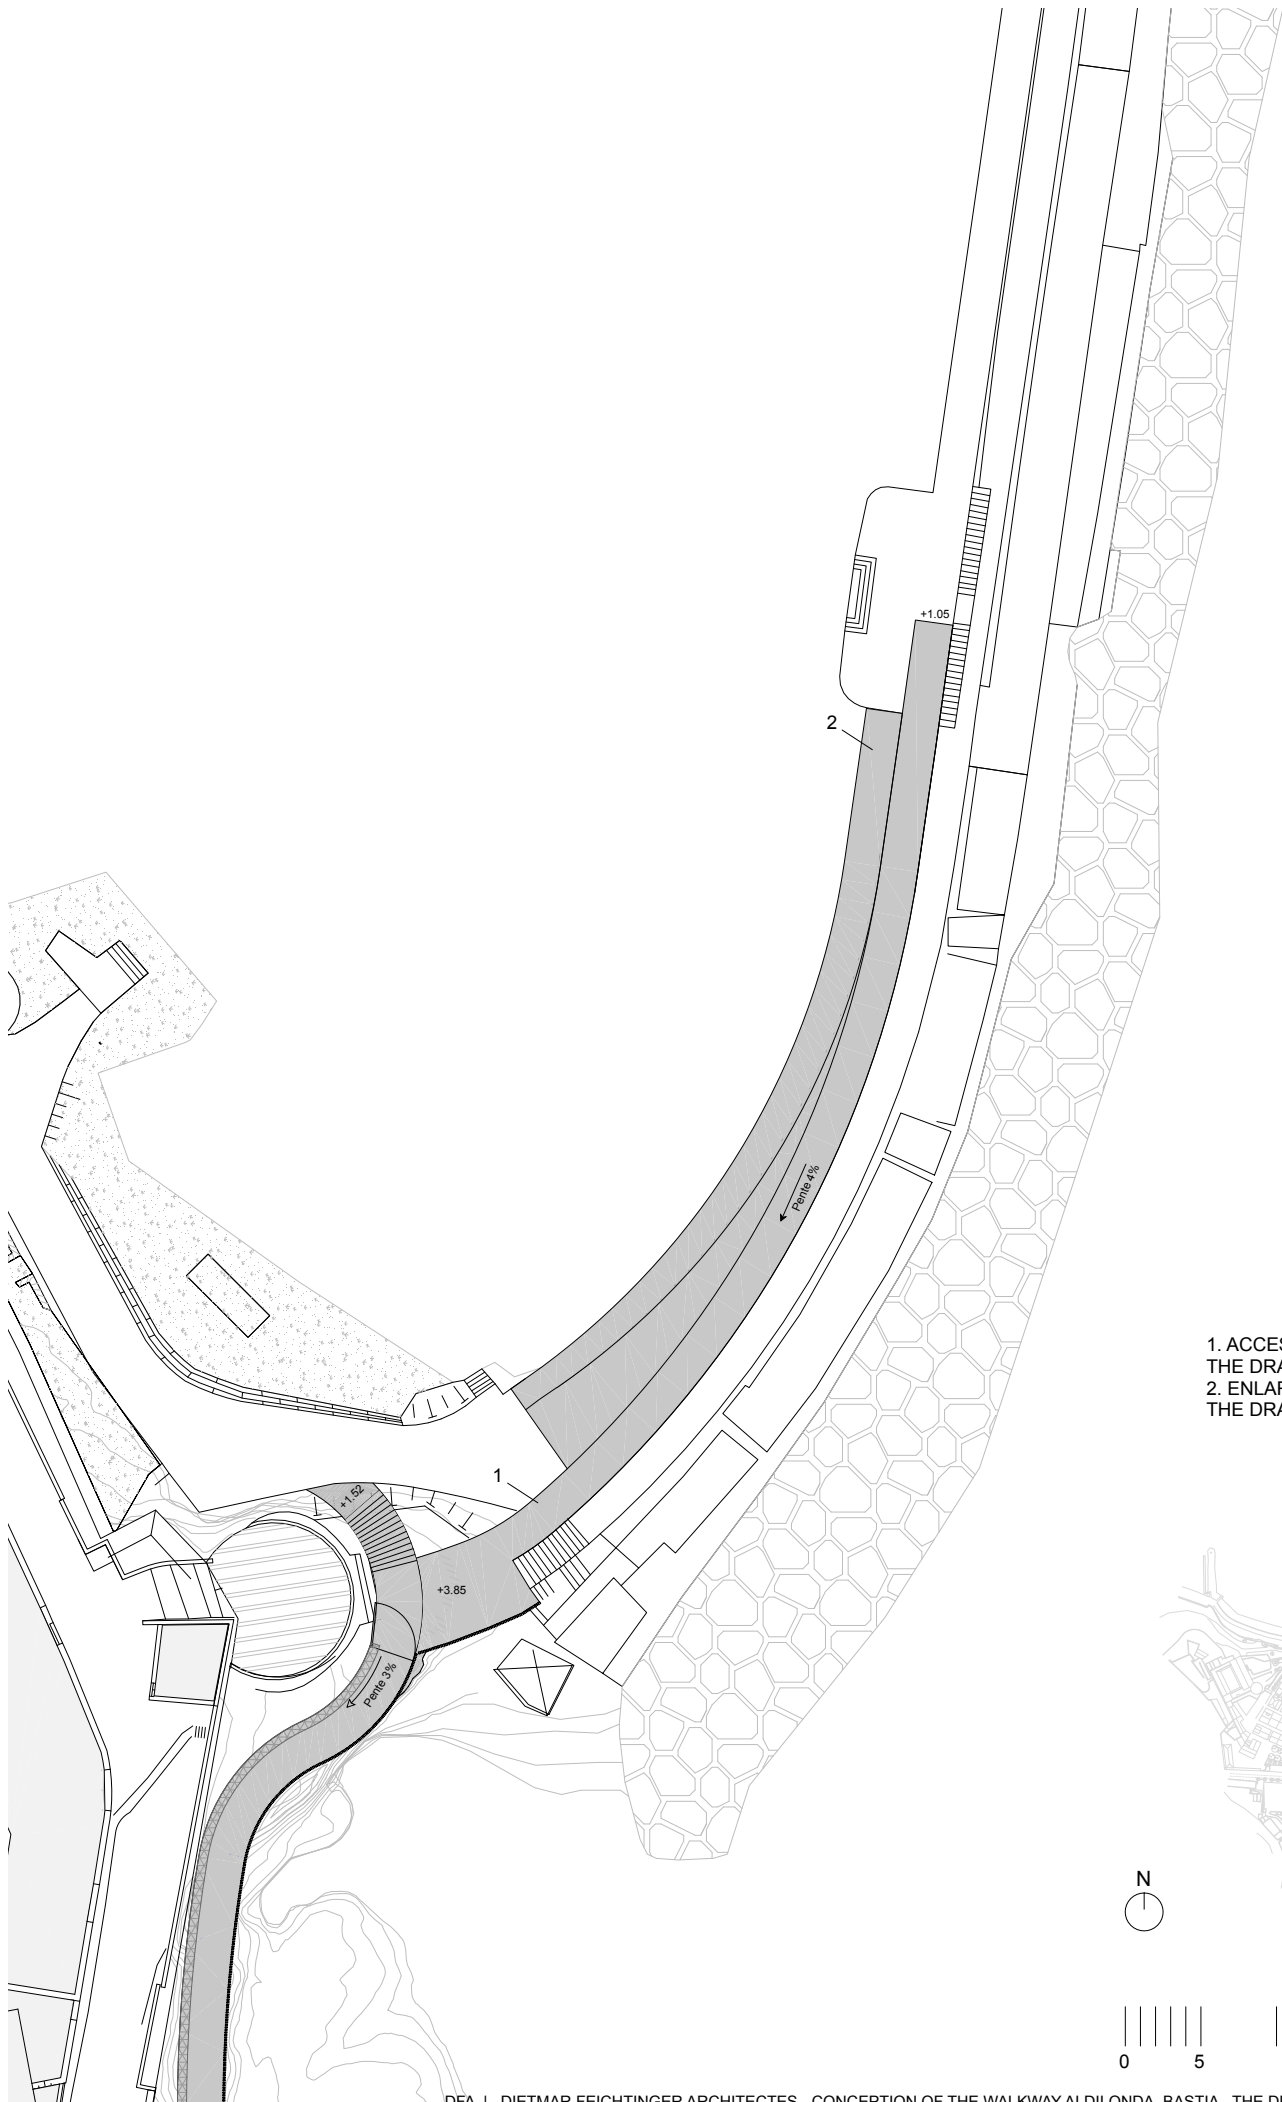 +1.05
2
Pente 4%
1. ACCES
THE DRA
2. ENLAR
THE DRA
1
+1.52
+3.85
Pente 3%
N
0 5
DFA | DIETMAR FEICHTINGER ARCHITECTES CONCEPTION OF THE WALKWAY ALDILONDA, BASTIA THE